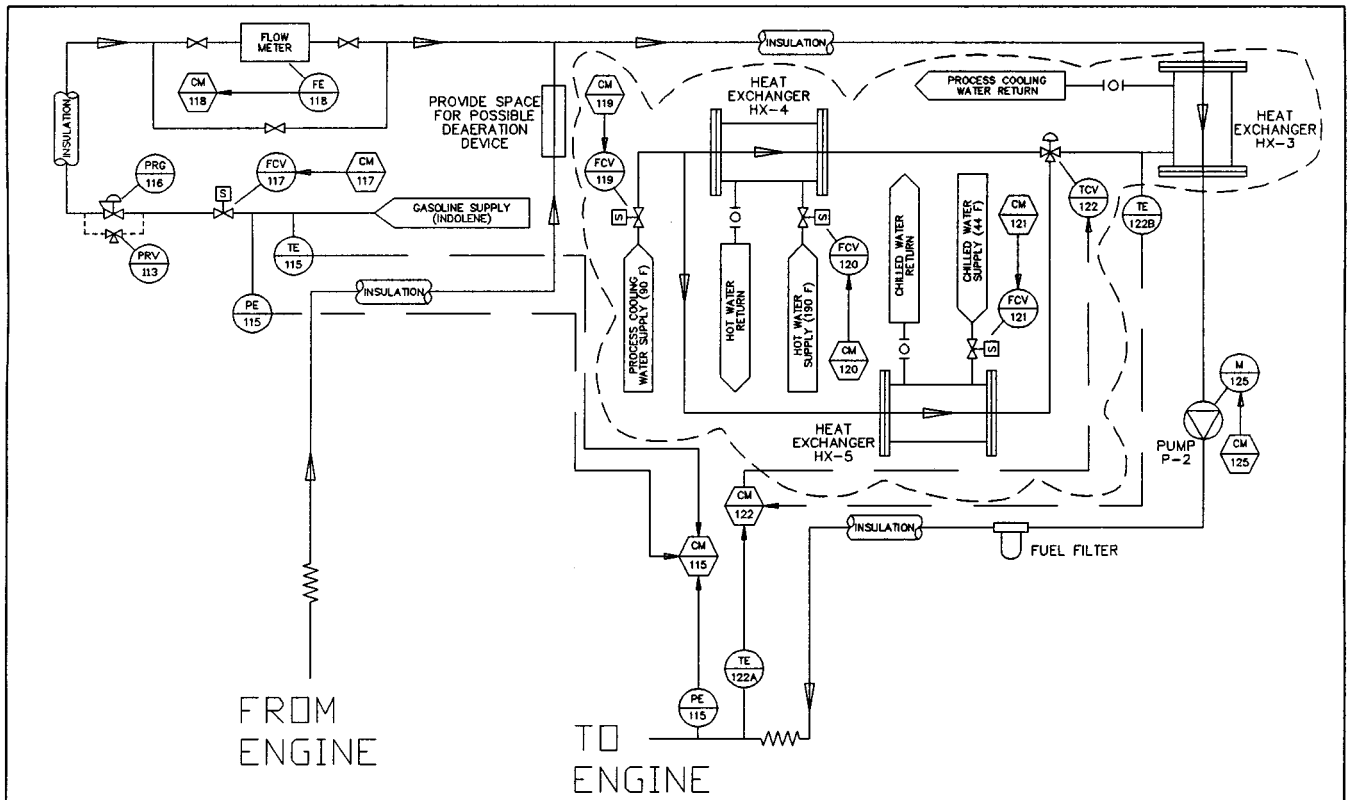 FLOW
METER
CM
118
FE
118
INSULATION
PROVIDE SPACE
FOR POSSIBLE
DEAERATION
DEVICE
INSULATION
PRG
116
PRV
113
S
FCV
117
CM
117
GASOLINE SUPPLY
(INDOLENE)
TE
115
PE
115
INSULATION
CM
119
FCV
119
S
HEAT
EXCHANGER
HX-4
PROCESS COOLING
WATER RETURN
HEAT
EXCHANGER
HX-3
TCV
122
TE
122B
PROCESS COOLING
WATER SUPPLY (90 F)
HOT WATER
RETURN
HOT WATER
SUPPLY (190 F)
S
FCV
120
CM
120
CHILLED WATER
RETURN
CHILLED WATER
SUPPLY (44 F)
CM
121
FCV
121
S
HEAT
EXCHANGER
HX-5
M
125
CM
125
PUMP
P-2
CM
122
CM
115
INSULATION
FUEL FILTER
TE
122A
PE
115
FROM
ENGINE
TO
ENGINE